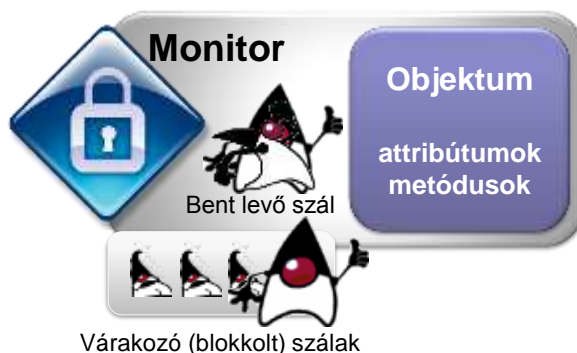 Monitor
Objektum
attribútumok
metódusok
Bent levő szál
Várakozó (blokkolt) szálak